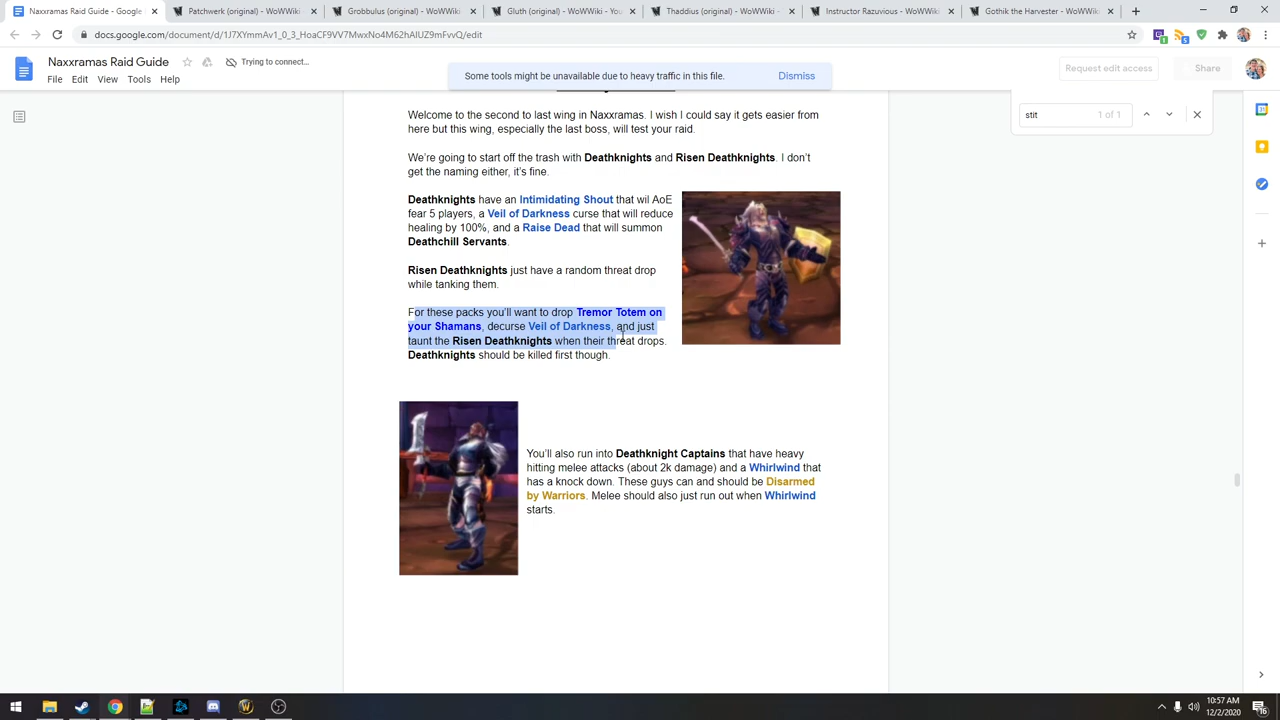 Naxxramas Raid Guide - Google
Patchwerk (original) - WoWWiki
Grobbulus (original) - WoWWiki
Gluth (original) - WoWWiki - You
Thaddius (original) - WoWWiki -
Instructor Razuvious - WoWWiki
Gothik the Harvester - WoWWiki
docs.google.com/document/d/1J7XYmmAv1_0_3_HoaCF9VV7MwxNo4M62hAIUZ9mFvvQ/edit
Naxxramas Raid Guide
Trying to connect...
File Edit View Tools Help
Some tools might be unavailable due to heavy traffic in this file.
Dismiss
Request edit access
Share
stit
1 of 1
Welcome to the second to last wing in Naxxramas. I wish I could say it gets easier from
here but this wing, especially the last boss, will test your raid.
We're going to start off the trash with Deathknights and Risen Deathknights. I don't
get the naming either, it's fine.
Deathknights have an Intimidating Shout that wil AoE
fear 5 players, a Veil of Darkness curse that will reduce
healing by 100%, and a Raise Dead that will summon
Deathchill Servants.
Risen Deathknights just have a random threat drop
while tanking them.
For these packs you'll want to drop Tremor Totem on
your Shamans, decurse Veil of Darkness, and just
taunt the Risen Deathknights when their threat drops.
Deathknights should be killed first though.
You'll also run into Deathknight Captains that have heavy
hitting melee attacks (about 2k damage) and a Whirlwind that
has a knock down. These guys can and should be Disarmed
by Warriors. Melee should also just run out when Whirlwind
starts.
10:57 AM
12/2/2020